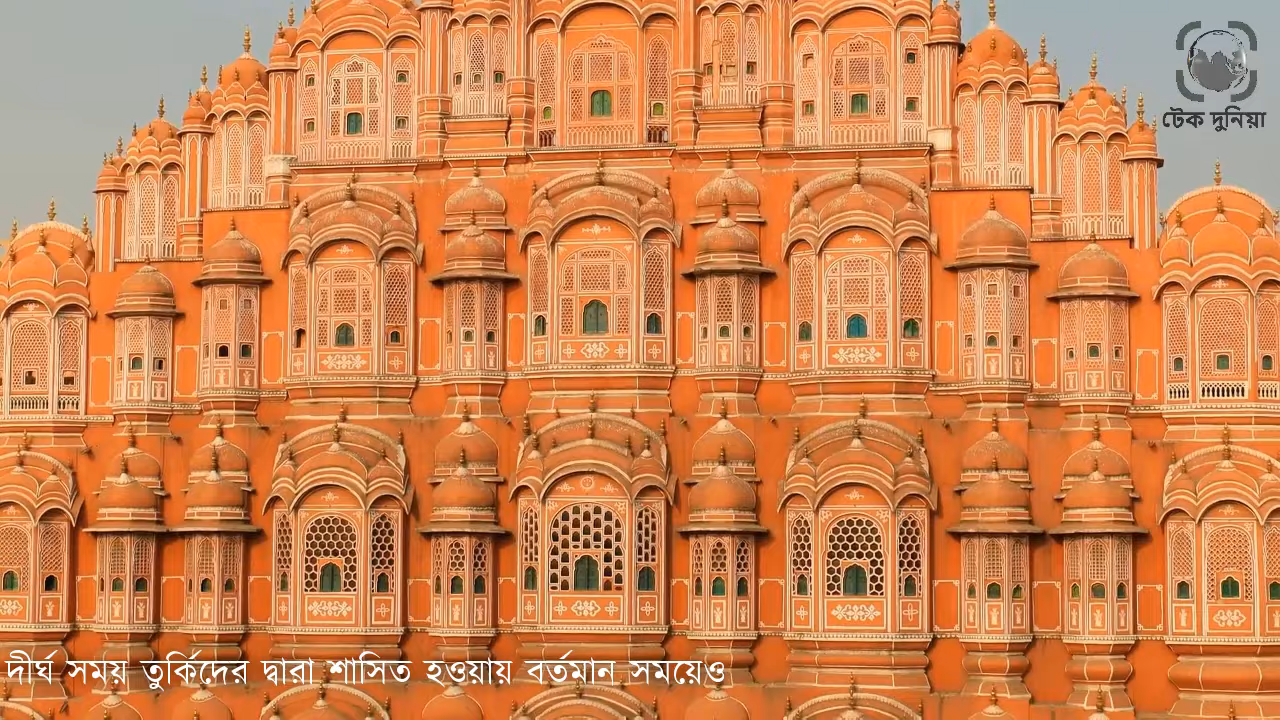 টেক দুনিয়া
দীর্ঘ সময় তুর্কিদের দ্বারা শাসিত হওয়ায় বর্তমান সময়েও